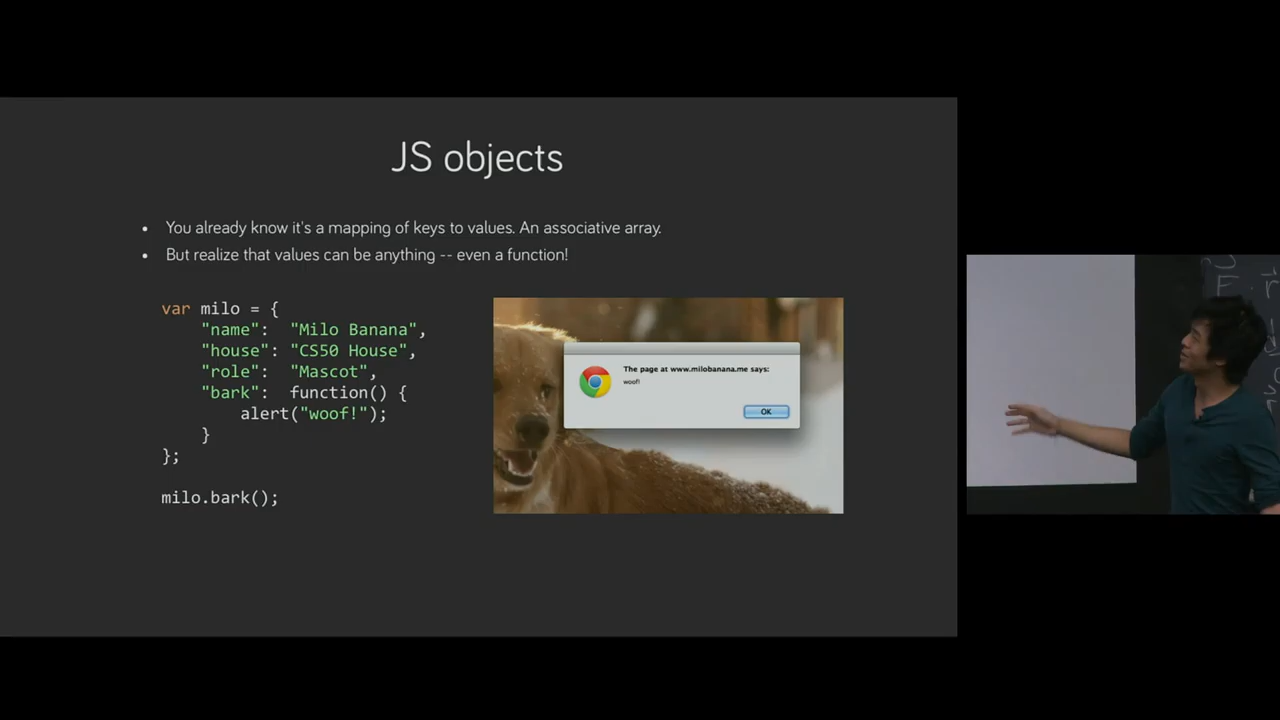 JS objects
• You already know it's a mapping of keys to values. An associative array.
• But realize that values can be anything -- even a function!
var milo = {
"name": "Milo Banana",
"house": "CS50 House",
"role": "Mascot",
"bark": function() {
alert("woof!");
}
};
milo.bark();
The page at www.milobanana.me says:
woof!
OK